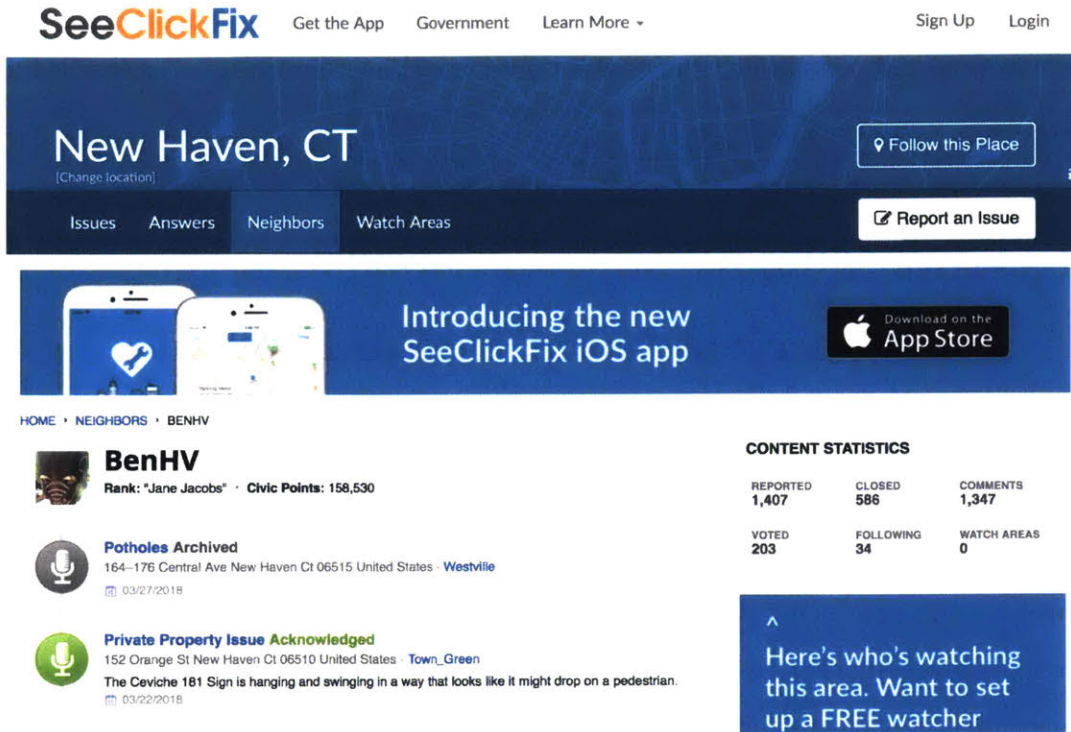 SeeClickFix Get the App Government Learn More Sign Up Login
New Haven, CT
[Change location]
Follow this Place
Issues Answers Neighbors Watch Areas
Report an Issue
Introducing the new
SeeClickFix iOS app
Download on the
App Store
HOME › NEIGHBORS › BENHV
BenHV
Rank: "Jane Jacobs" · Civic Points: 158,530
Potholes Archived
164–176 Central Ave New Haven Ct 06515 United States · Westville
03/27/2018
Private Property Issue Acknowledged
152 Orange St New Haven Ct 06510 United States · Town_Green
The Ceviche 181 Sign is hanging and swinging in a way that looks like it might drop on a pedestrian.
03/22/2018
CONTENT STATISTICS
REPORTED CLOSED COMMENTS
1,407 586 1,347
VOTED FOLLOWING WATCH AREAS
203 34 0
Here's who's watching
this area. Want to set
up a FREE watcher